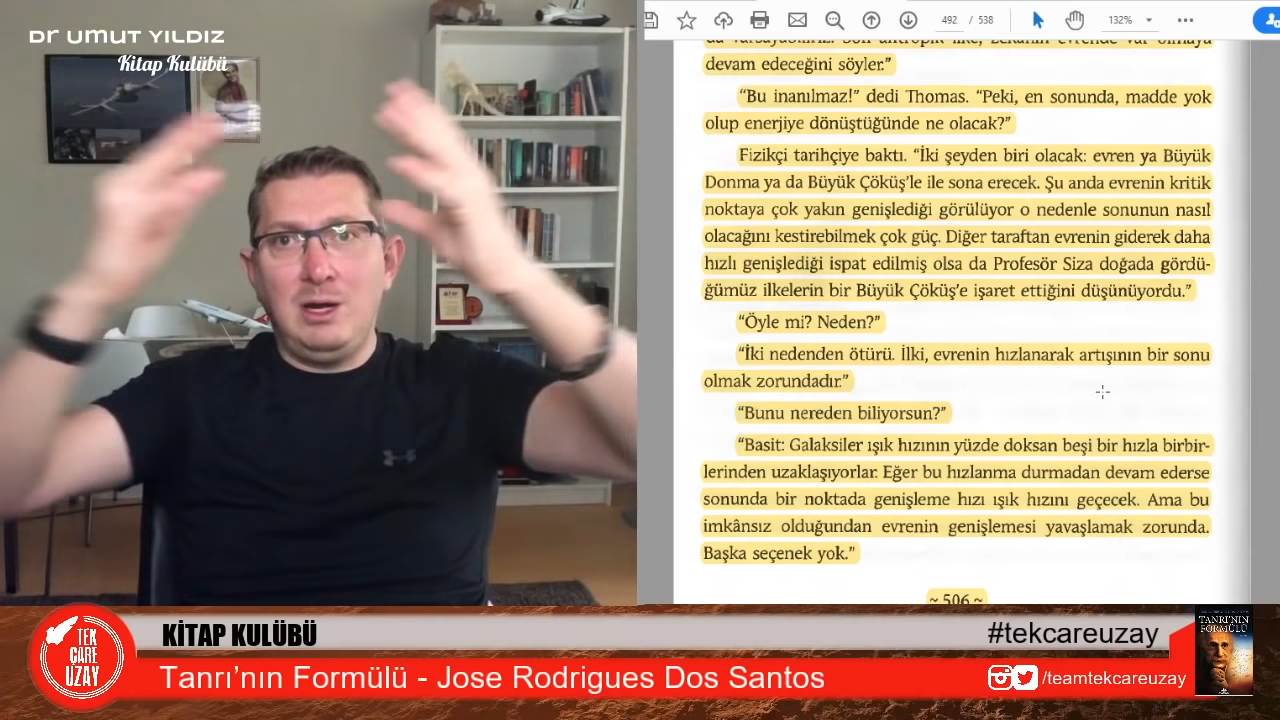 DR UMUT YILDIZ
Kitap Kulübü
492 / 538
132%
devam edeceğini söyler.”
“Bu inanılmaz!” dedi Thomas. “Peki, en sonunda, madde yok
olup enerjiye dönüştüğünde ne olacak?”
Fizikçi tarihçiye baktı. “İki şeyden biri olacak: evren ya Büyük
Donma ya da Büyük Çöküş’le ile sona erecek. Şu anda evrenin kritik
noktaya çok yakın genişlediği görülüyor o nedenle sonunun nasıl
olacağını kestirebilmek çok güç. Diğer taraftan evrenin giderek daha
hızlı genişlediği ispat edilmiş olsa da Profesör Siza doğada gördü-
ğümüz ilkelerin bir Büyük Çöküş’e işaret ettiğini düşünüyordu.”
“Öyle mi? Neden?”
“İki nedenden ötürü. İlki, evrenin hızlanarak artışının bir sonu
olmak zorundadır.”
“Bunu nereden biliyorsun?”
“Basit: Galaksiler ışık hızının yüzde doksan beşi bir hızla birbir-
lerinden uzaklaşıyorlar. Eğer bu hızlanma durmadan devam ederse
sonunda bir noktada genişleme hızı ışık hızını geçecek. Ama bu
imkânsız olduğundan evrenin genişlemesi yavaşlamak zorunda.
Başka seçenek yok.”
~ 506 ~
TEK
ÇARE
UZAY
KİTAP KULÜBÜ
#tekcareuzay
Tanrı’nın Formülü - Jose Rodrigues Dos Santos
/teamtekcareuzay
TANRI'NIN
FORMÜLÜ